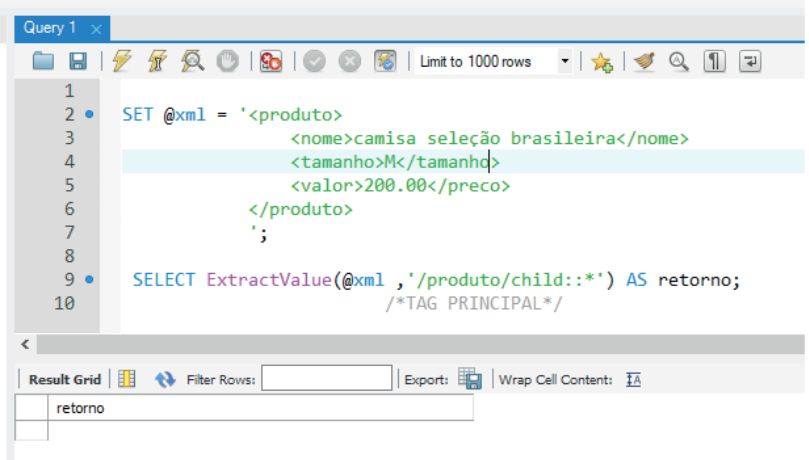 Query 1 ×
Limit to 1000 rows
1
2 SET @xml = '<produto>
3 <nome>camisa seleção brasileira</nome>
4 <tamanho>M</tamanho>
5 <valor>200.00</preco>
6 </produto>
7 ';
8
9 SELECT ExtractValue(@xml ,'/produto/child::*') AS retorno;
10 /*TAG PRINCIPAL*/
Result Grid Filter Rows: Export: Wrap Cell Content:
retorno